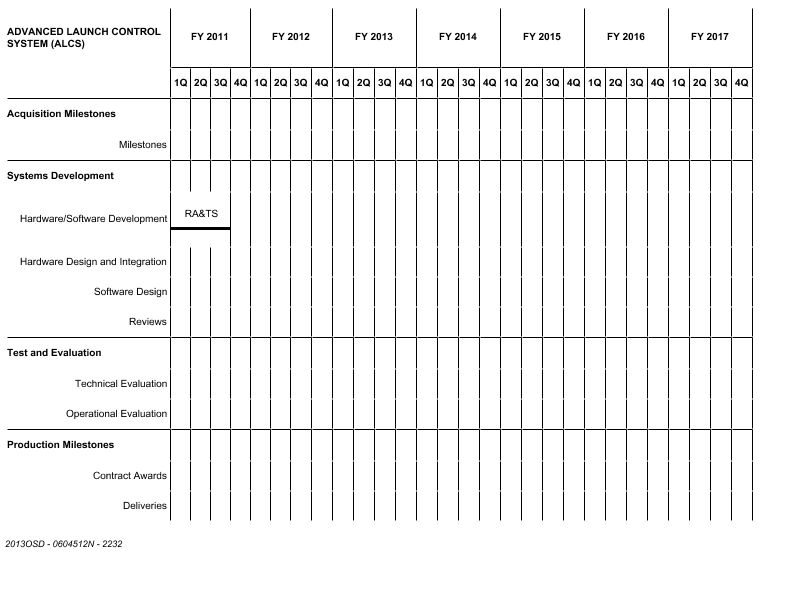 ADVANCED LAUNCH CONTROL
SYSTEM (ALCS)
FY 2011 FY 2012 FY 2013 FY 2014 FY 2015 FY 2016 FY 2017
1Q 2Q 3Q 4Q 1Q 2Q 3Q 4Q 1Q 2Q 3Q 4Q 1Q 2Q 3Q 4Q 1Q 2Q 3Q 4Q 1Q 2Q 3Q 4Q 1Q 2Q 3Q 4Q
Acquisition Milestones
Milestones
Systems Development
Hardware/Software Development RA&TS
Hardware Design and Integration
Software Design
Reviews
Test and Evaluation
Technical Evaluation
Operational Evaluation
Production Milestones
Contract Awards
Deliveries
2013OSD - 0604512N - 2232